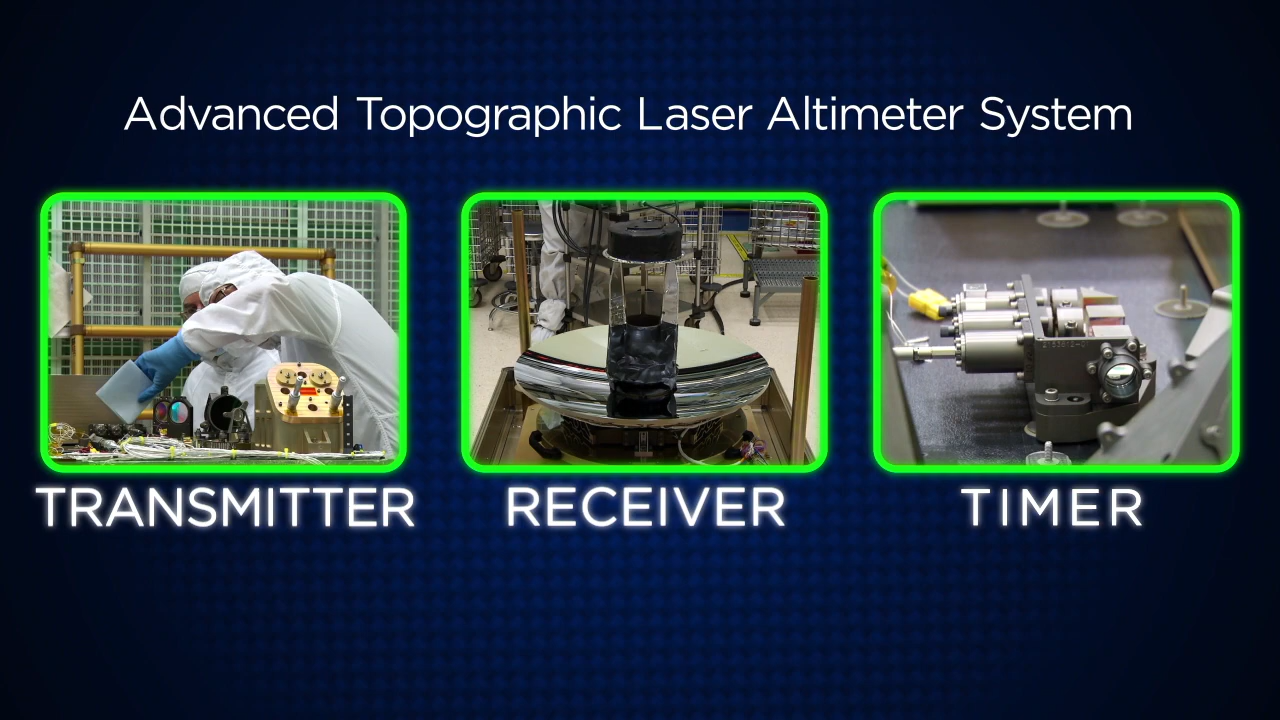 Advanced Topographic Laser Altimeter System
TRANSMITTER
RECEIVER
TIMER